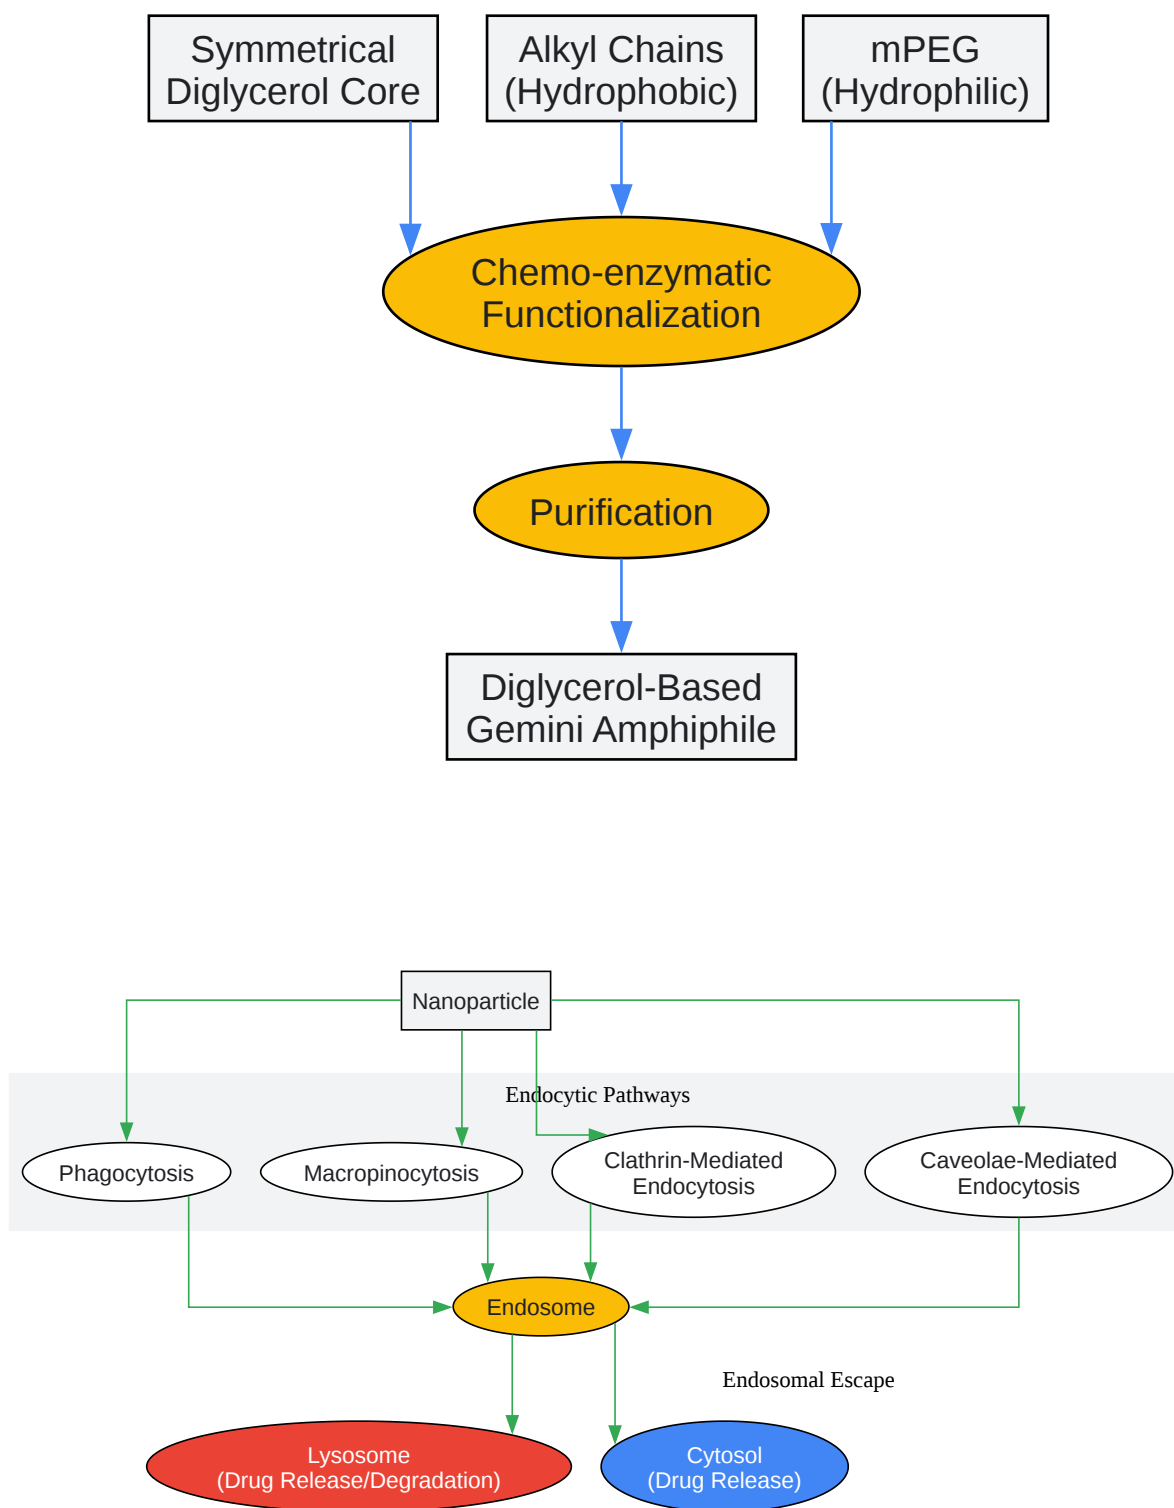 Symmetrical
Diglycerol Core
Alkyl Chains
(Hydrophobic)
mPEG
(Hydrophilic)
Chemo-enzymatic
Functionalization
Purification
Diglycerol-Based
Gemini Amphiphile
Nanoparticle
Endocytic Pathways
Phagocytosis
Macropinocytosis
Clathrin-Mediated
Endocytosis
Caveolae-Mediated
Endocytosis
Endosome
Endosomal Escape
Lysosome
(Drug Release/Degradation)
Cytosol
(Drug Release)